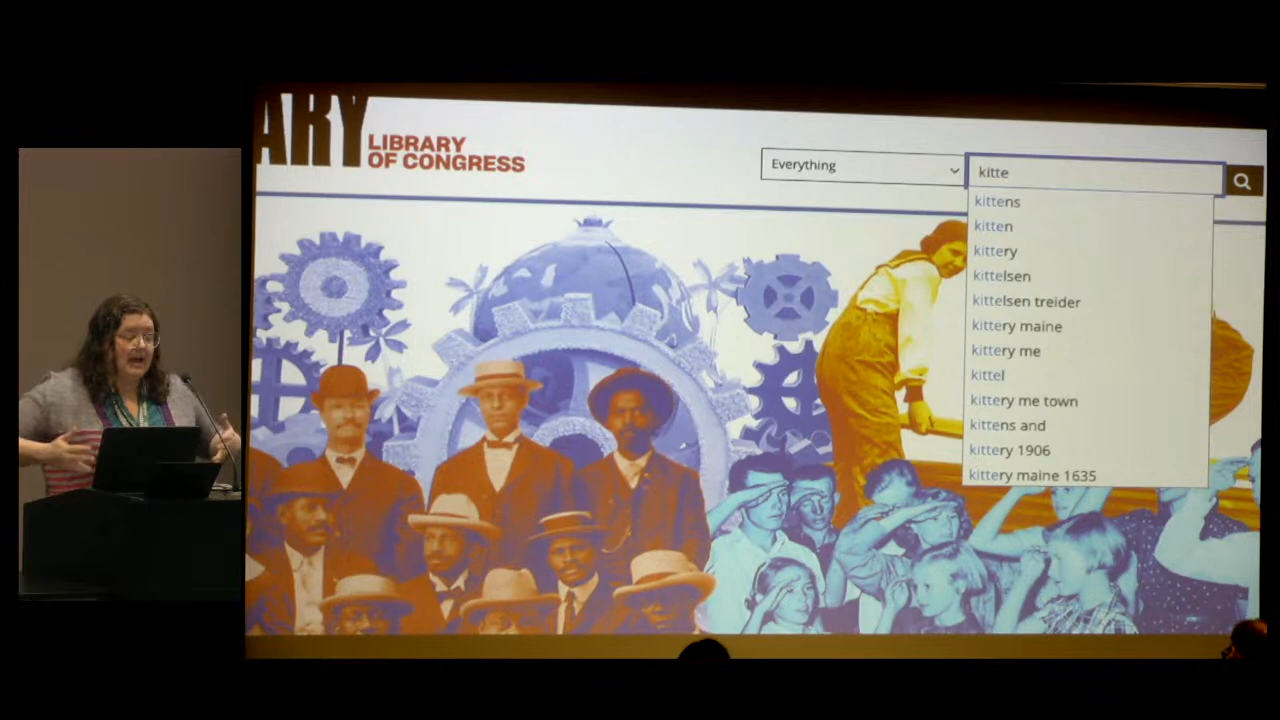 ARY
LIBRARY
OF CONGRESS
Everything
kitte
kittens
kitten
kittery
kittelsen
kittelsen treider
kittery maine
kittery me
kittel
kittery me town
kittens and
kittery 1906
kittery maine 1635